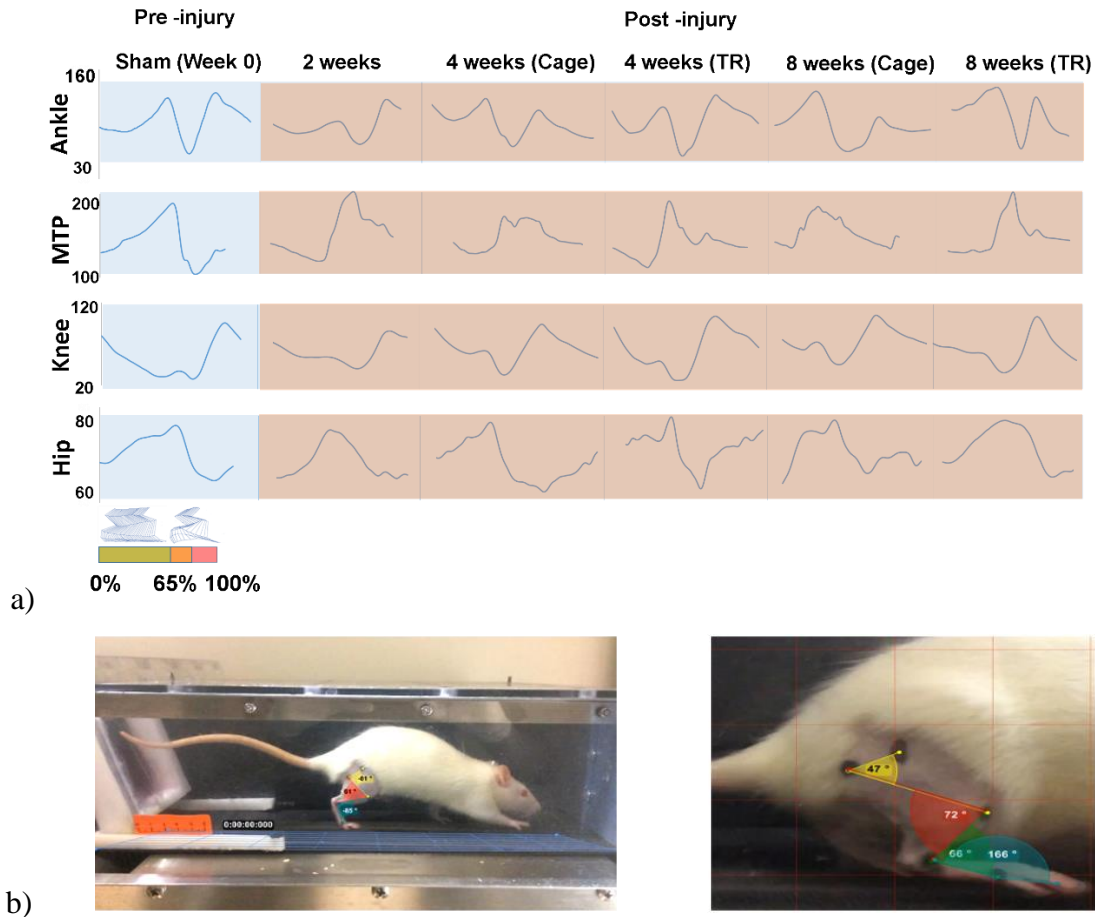 Pre -injury Post -injury
Sham (Week 0) 2 weeks 4 weeks (Cage) 4 weeks (TR) 8 weeks (Cage) 8 weeks (TR)
160
Ankle
30
200
MTP
100
120
Knee
20
80
Hip
60
0% 65% 100%
a)
0:00:00:000
47 °
72 °
66 ° 166 °
b)